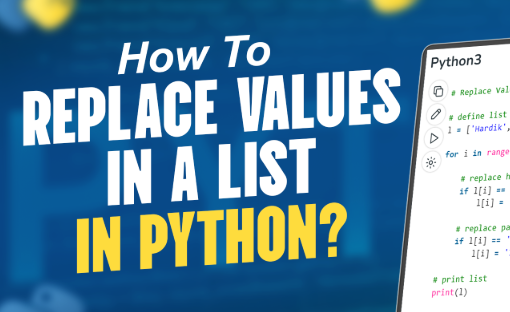 How To
REPLACE VALUES
IN A LIST
IN PYTHON?
Python3
# Replace Val
# define list
l = ['Hardik',
for i in range
# replace h
if l[i] ==
l[i] =
# replace pa
if l[i] == '
l[i] = '
# print list
print(l)